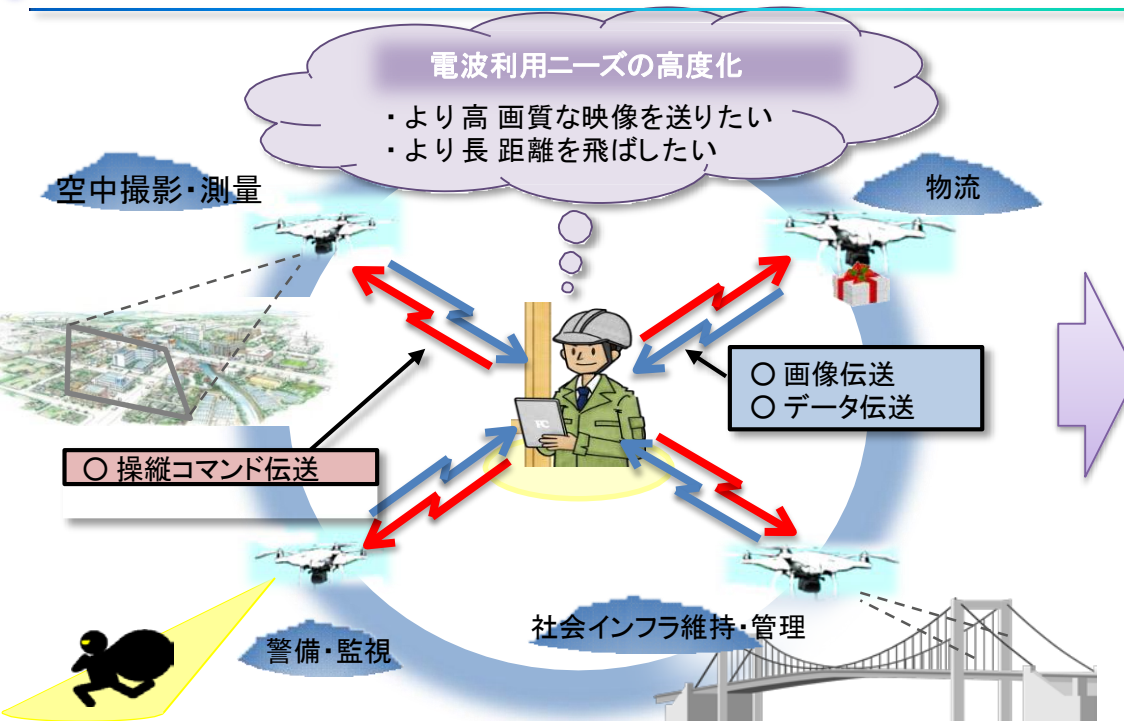 電波利用ニーズの高度化
・より高 画質な映像を送りたい
・より長 距離を飛ばしたい
空中撮影・測量
物流
〇 画像伝送
〇 データ伝送
〇 操縦コマンド伝送
社会インフラ維持・管理
警備・監視